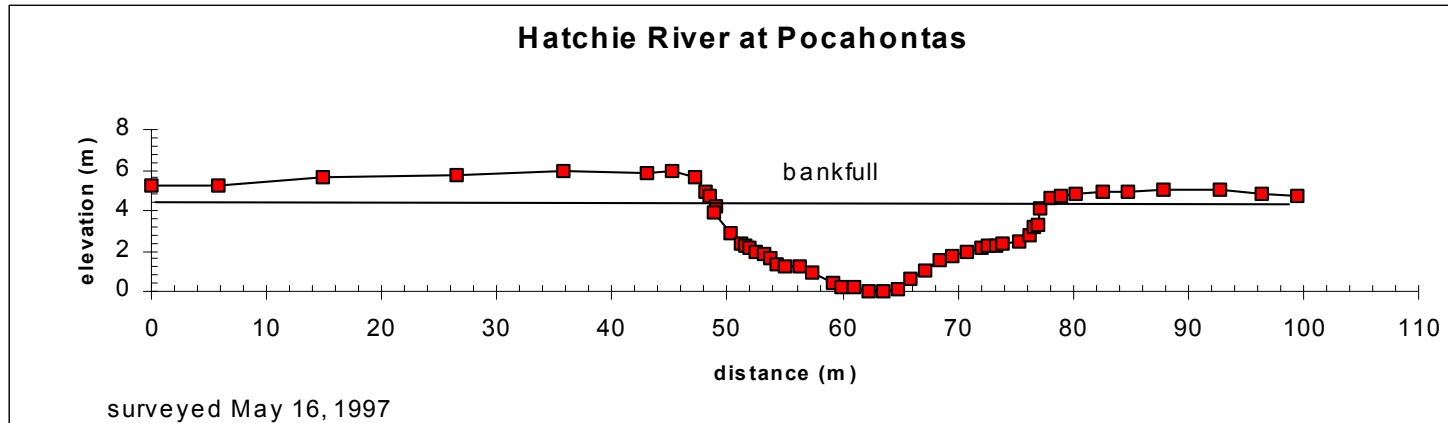 Hatchie River at Pocahontas
elevation (m)
8
6
4
2
0
bankfull
0 10 20 30 40 50 60 70 80 90 100 110
distance (m)
surveyed May 16, 1997